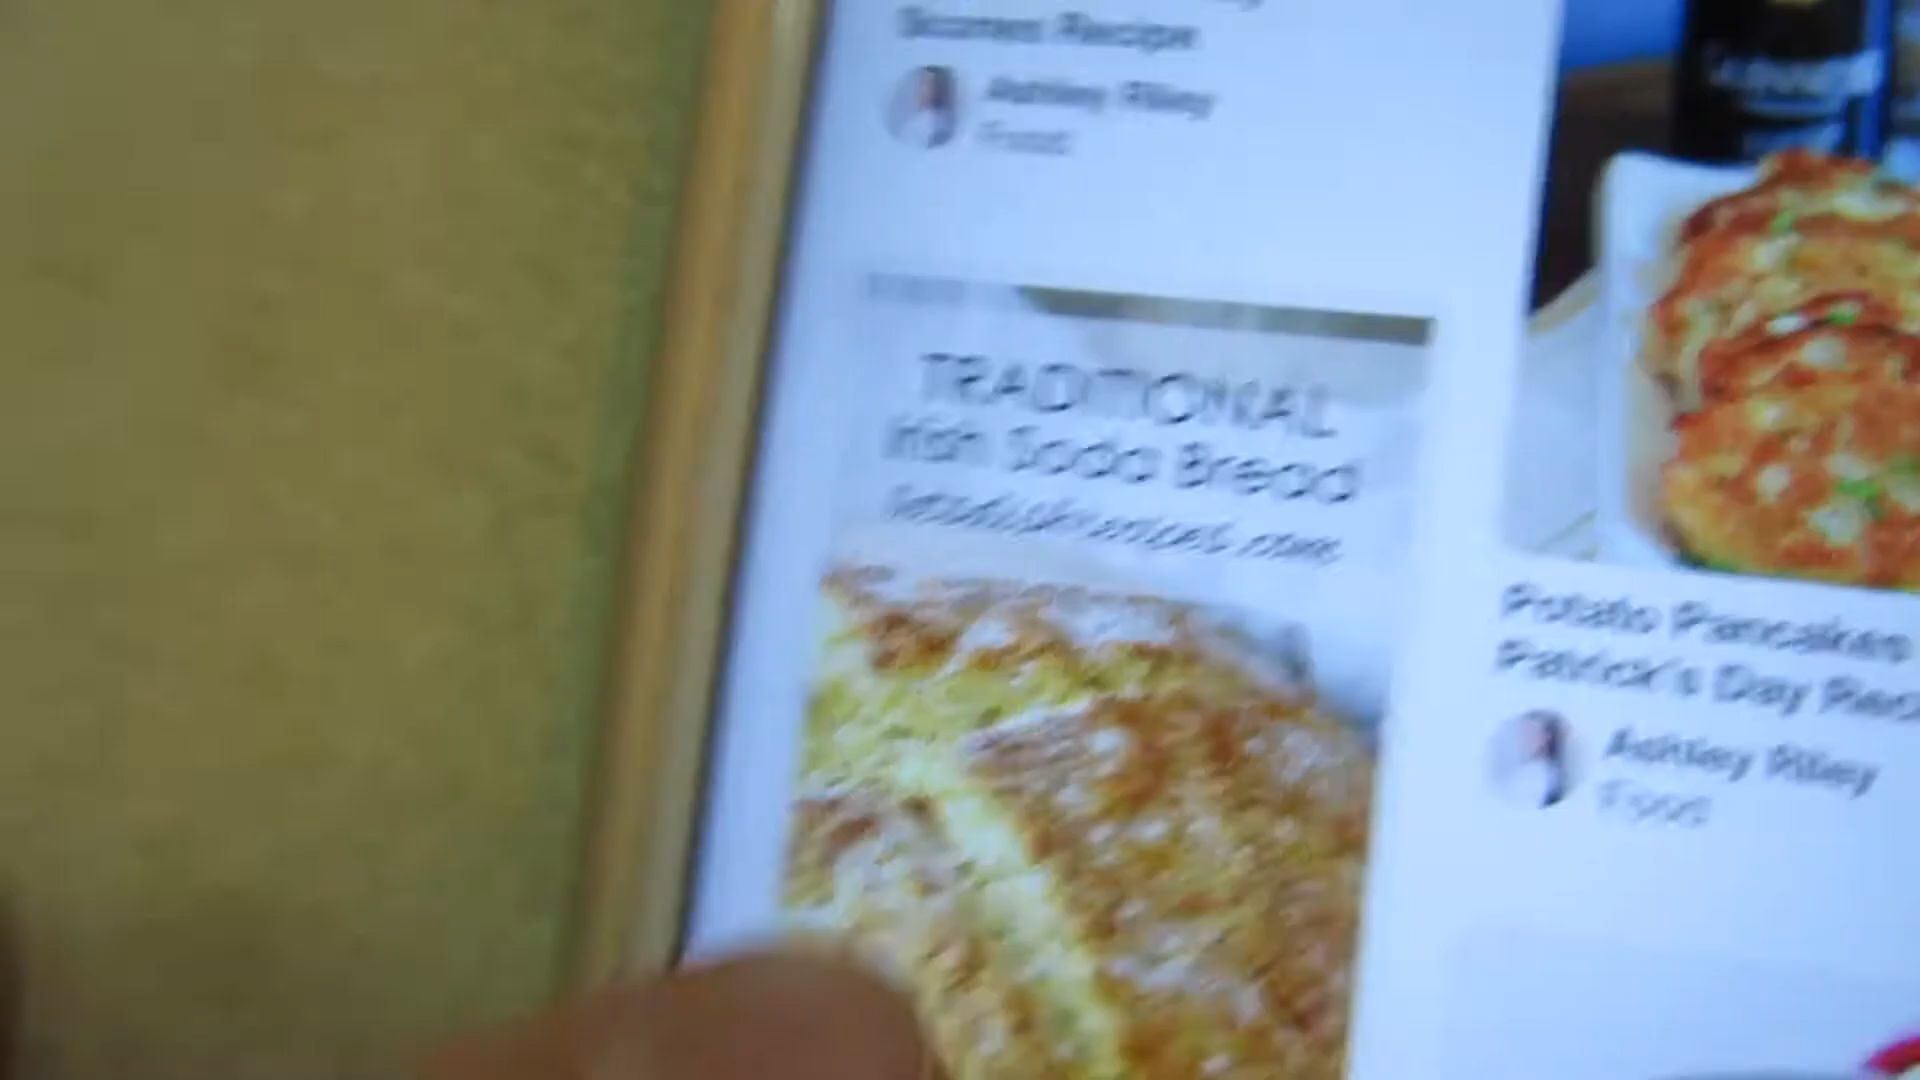 Scones Recipe
Ashley Riley
Food
TRADITIONAL
Irish Soda Bread
Potato Pancakes
Patrick's Day
Ashley Riley
Food